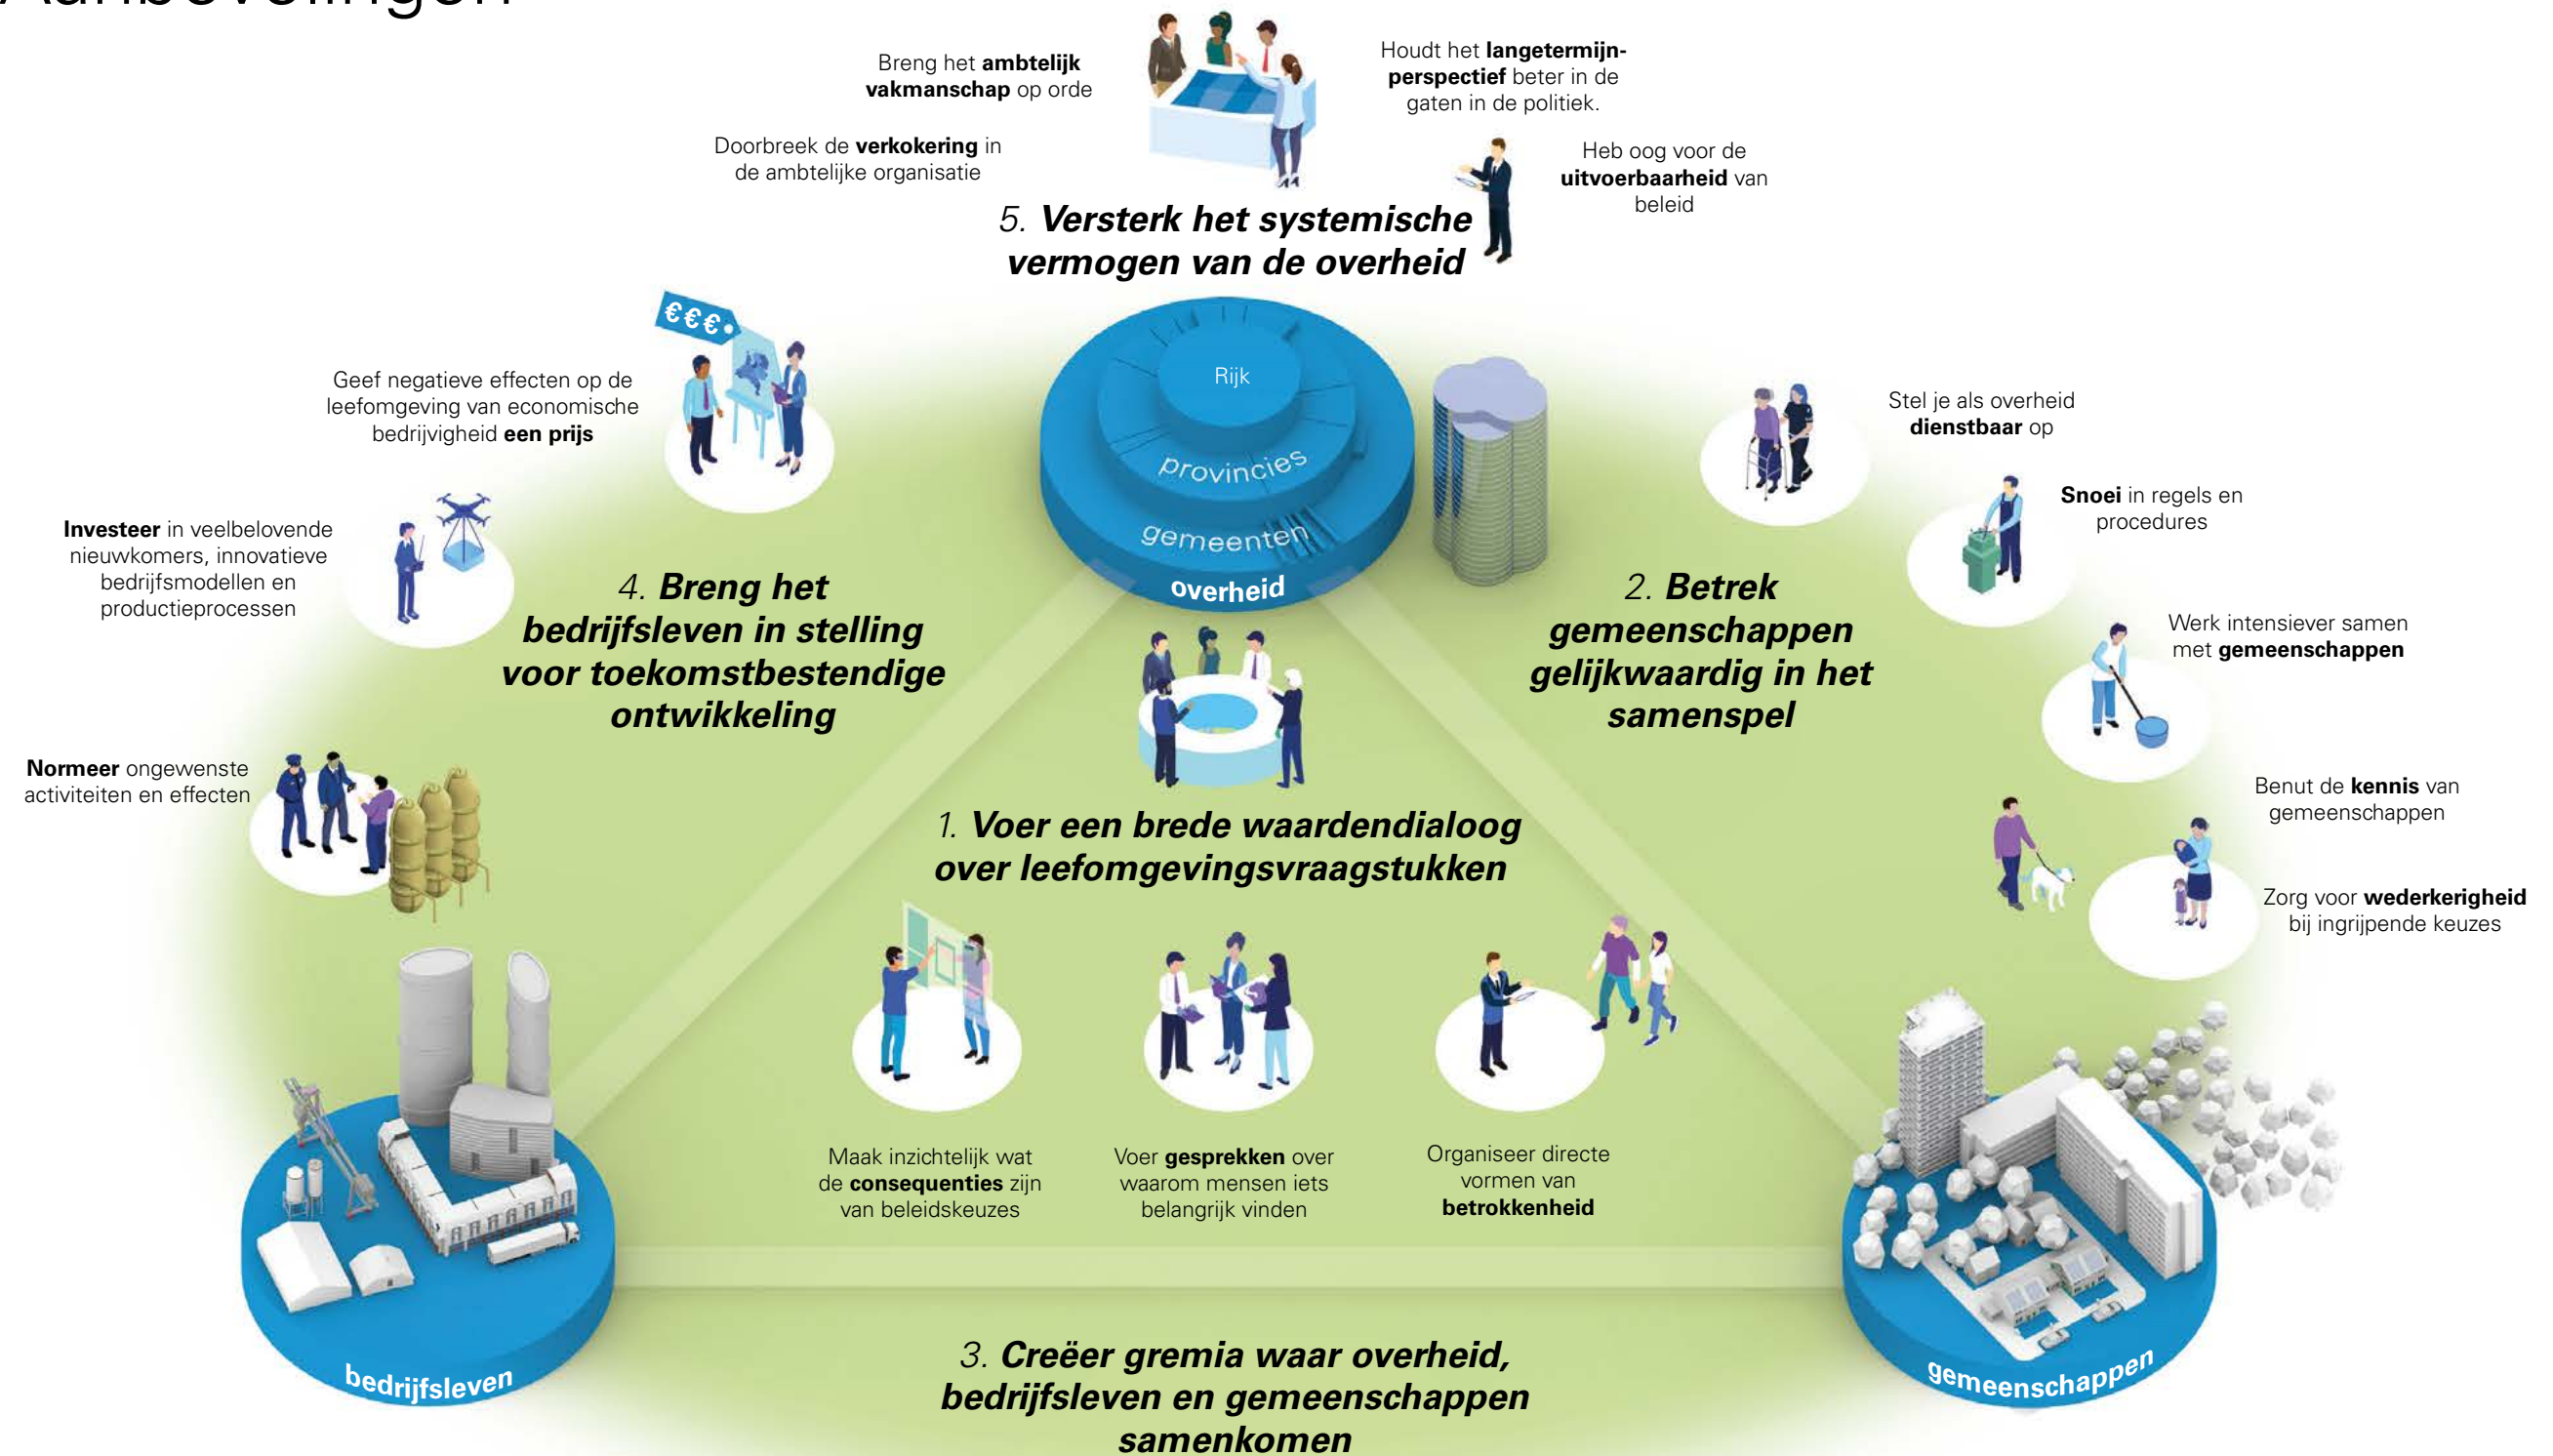 Aanbevelingen
Breng het ambtelijk
vakmanschap op orde
Houdt het langetermijn-
perspectief beter in de
gaten in de politiek.
Doorbreek de verkokering in
de ambtelijke organisatie
Heb oog voor de
uitvoerbaarheid van
beleid
5. Versterk het systemische
vermogen van de overheid
€€€
Geef negatieve effecten op de
leefomgeving van economische
bedrijvigheid een prijs
Investeer in veelbelovende
nieuwkomers, innovatieve
bedrijfsmodellen en
productieprocessen
4. Breng het
bedrijfsleven in stelling
voor toekomstbestendige
ontwikkeling
Normeer ongewenste
activiteiten en effecten
Rijk
provincies
gemeenten
overheid
2. Betrek
gemeenschappen
gelijkwaardig in het
samenspel
Stel je als overheid
dienstbaar op
Snoei in regels en
procedures
Werk intensiever samen
met gemeenschappen
Benut de kennis van
gemeenschappen
Zorg voor wederkerigheid
bij ingrijpende keuzes
1. Voer een brede waardendialoog
over leefomgevingsvraagstukken
Maak inzichtelijk wat
de consequenties zijn
van beleidskeuzes
Voer gesprekken over
waarom mensen iets
belangrijk vinden
Organiseer directe
vormen van
betrokkenheid
bedrijfsleven
gemeenschappen
3. Creëer gremia waar overheid,
bedrijfsleven en gemeenschappen
samenkomen